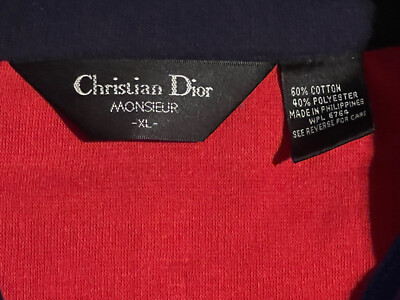 Christian Dior
MONSIEUR
-XL-
60% COTTON
40% POLYESTER
MADE IN PHILIPPINES
WPL 6764
SEE REVERSE FOR CARE